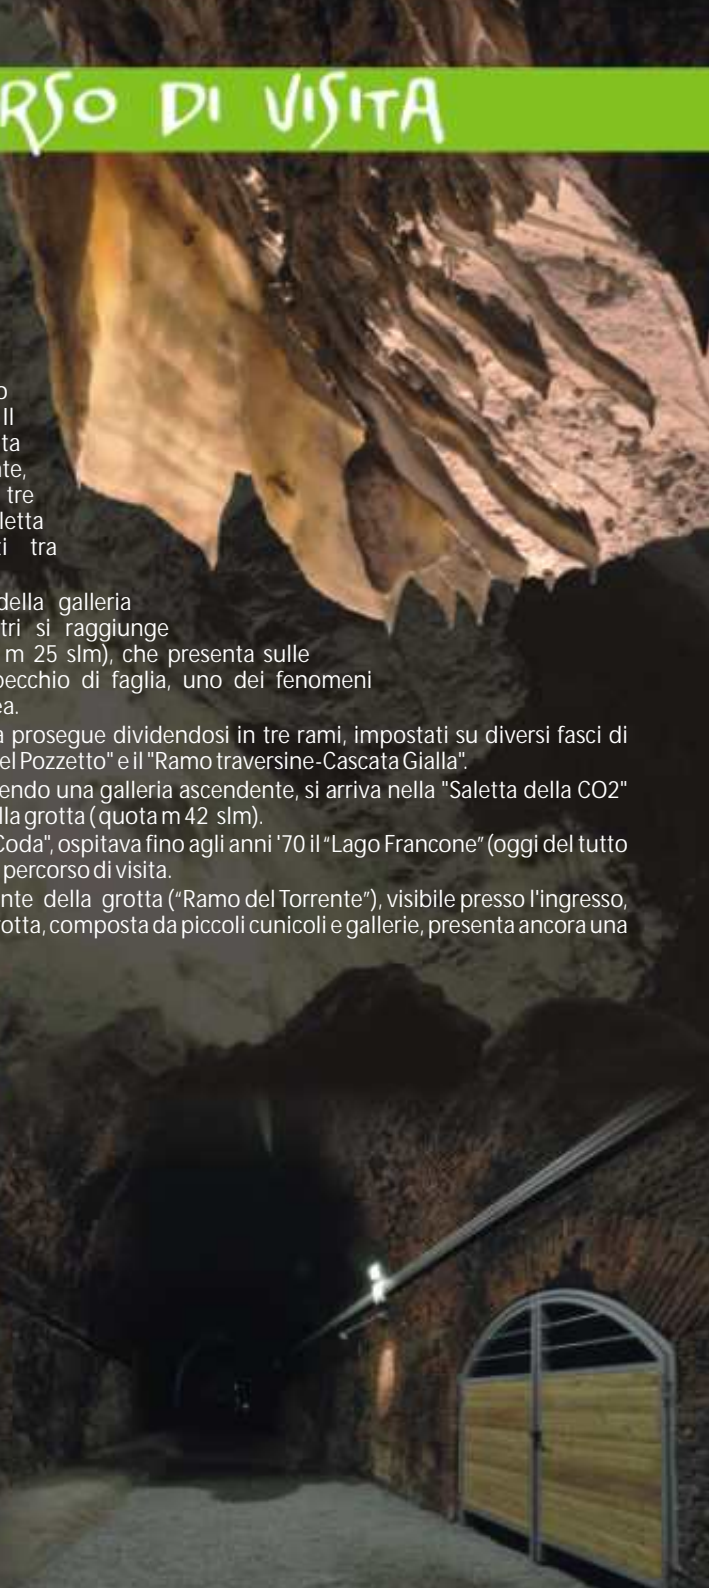 RSO DI VISITA
o
Il
ta
te,
tre
letta
i tra
della galleria
tri si raggiunge
m 25 slm), che presenta sulle
pecchio di faglia, uno dei fenomeni
ea.
a prosegue dividendosi in tre rami, impostati su diversi fasci di
el Pozzetto" e il "Ramo traversine-Cascata Gialla".
endo una galleria ascendente, si arriva nella "Saletta della CO2"
lla grotta (quota m 42 slm).
Coda", ospitava fino agli anni '70 il “Lago Francone” (oggi del tutto
percorso di visita.
nte della grotta (“Ramo del Torrente”), visibile presso l'ingresso,
rotta, composta da piccoli cunicoli e gallerie, presenta ancora una